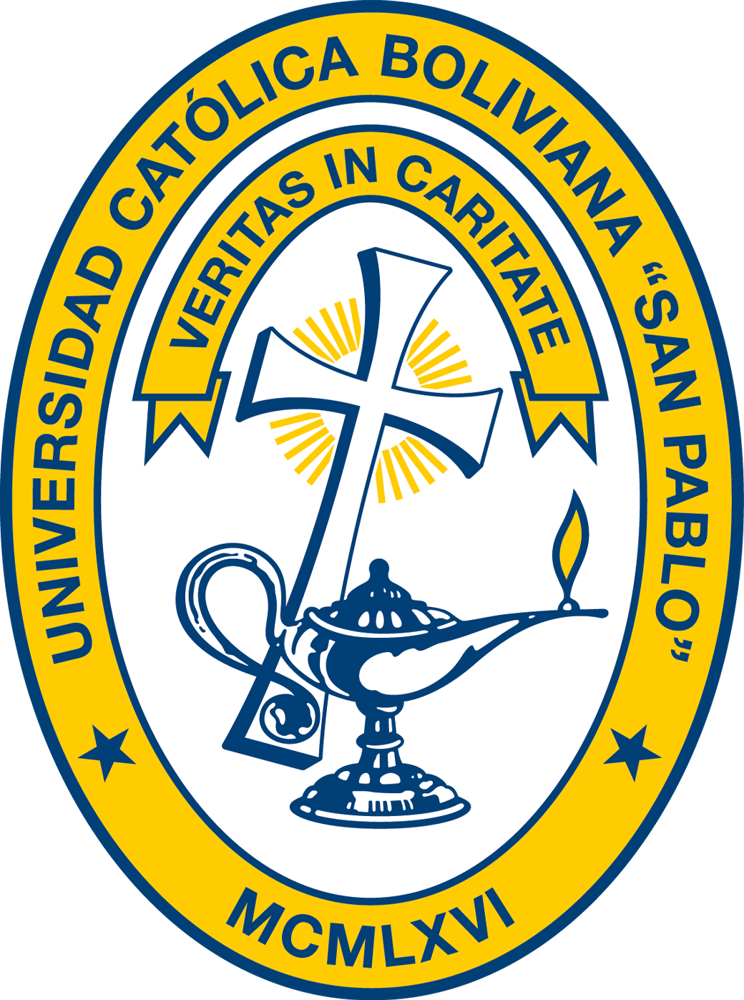 UNIVERSIDAD CATÓLICA BOLIVIANA “SAN PABLO”
VERITAS IN CARITATE
MCMLXVI